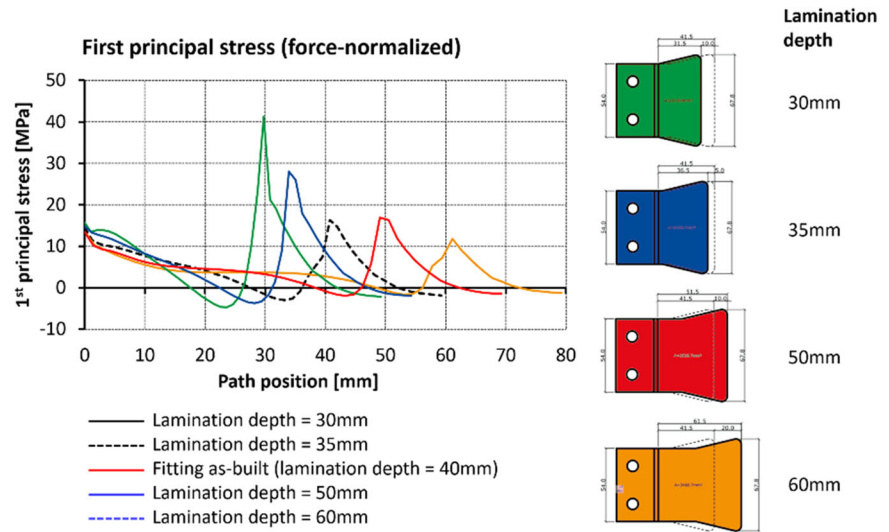 First principal stress (force-normalized)
50
40
30
20
10
0
-10
1st principal stress [MPa]
0 10 20 30 40 50 60 70 80
Path position [mm]
Lamination depth = 30mm
Lamination depth = 35mm
Fitting as-built (lamination depth = 40mm)
Lamination depth = 50mm
Lamination depth = 60mm
Lamination
depth
41.5
31.5 10.0
54.0
67.8
30mm
41.5
36.5 5.0
54.0
67.8
35mm
51.5
41.5 10.0
54.0
67.8
50mm
61.5
41.5 20.0
54.0
67.8
60mm